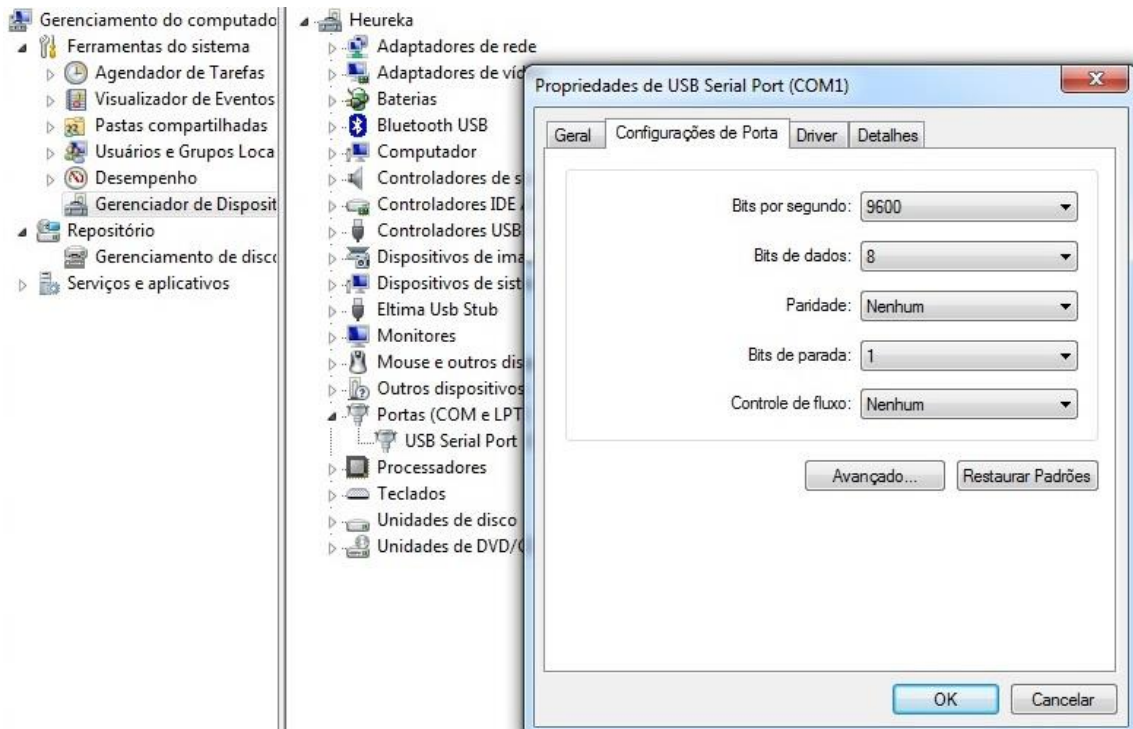 Gerenciamento do computado
Ferramentas do sistema
Agendador de Tarefas
Visualizador de Eventos
Pastas compartilhadas
Usuários e Grupos Loca
Desempenho
Gerenciador de Disposit
Repositório
Gerenciamento de disco
Serviços e aplicativos
Heureka
Adaptadores de rede
Adaptadores de víd
Baterias
Bluetooth USB
Computador
Controladores de s
Controladores IDE
Controladores USB
Dispositivos de ima
Dispositivos de sist
Eltima Usb Stub
Monitores
Mouse e outros dis
Outros dispositivos
Portas (COM e LPT
USB Serial Port
Processadores
Teclados
Unidades de disco
Unidades de DVD/
Propriedades de USB Serial Port (COM1)
Geral Configurações de Porta Driver Detalhes
Bits por segundo: 9600
Bits de dados: 8
Paridade: Nenhum
Bits de parada: 1
Controle de fluxo: Nenhum
Avançado... Restaurar Padrões
OK Cancelar